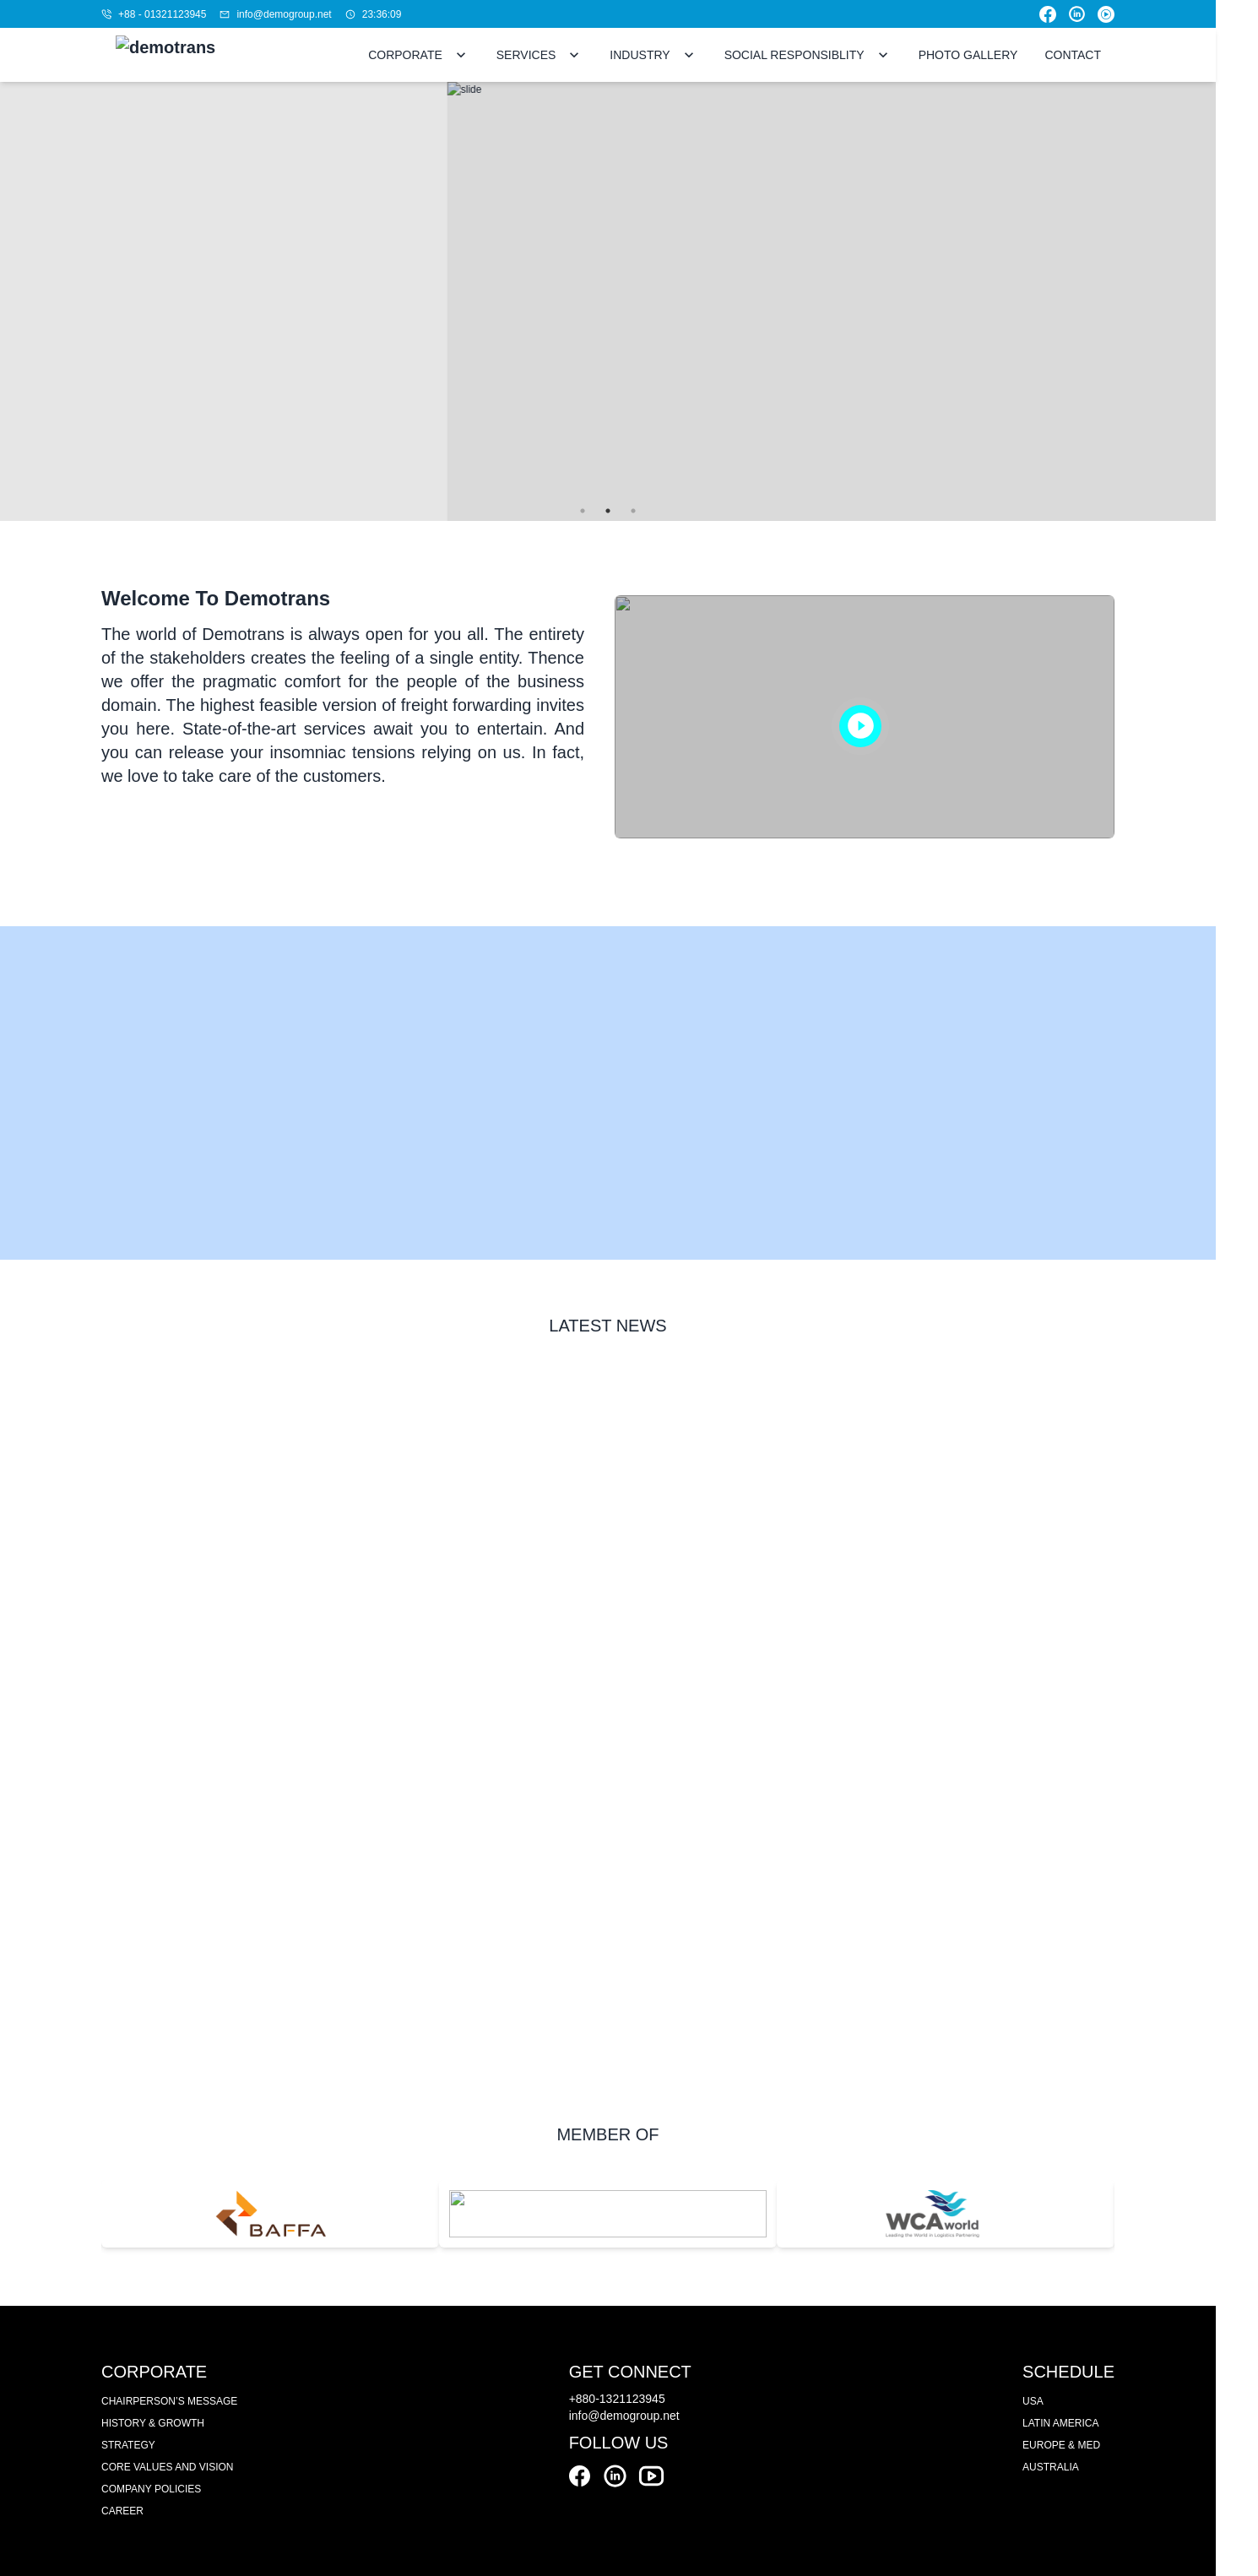 +88 - 01321123945 info@demogroup.net 23:36:09
demotrans
CORPORATE SERVICES INDUSTRY SOCIAL RESPONSIBLITY PHOTO GALLERY CONTACT
slide
Welcome To Demotrans
The world of Demotrans is always open for you all. The entirety
of the stakeholders creates the feeling of a single entity. Thence
we offer the pragmatic comfort for the people of the business
domain. The highest feasible version of freight forwarding invites
you here. State-of-the-art services await you to entertain. And
you can release your insomniac tensions relying on us. In fact,
we love to take care of the customers.
LATEST NEWS
MEMBER OF
BAFFA
WCAworld
Leading the World in Logistics Partnering
CORPORATE
CHAIRPERSON'S MESSAGE
HISTORY & GROWTH
STRATEGY
CORE VALUES AND VISION
COMPANY POLICIES
CAREER
GET CONNECT
+880-1321123945
info@demogroup.net
FOLLOW US
SCHEDULE
USA
LATIN AMERICA
EUROPE & MED
AUSTRALIA